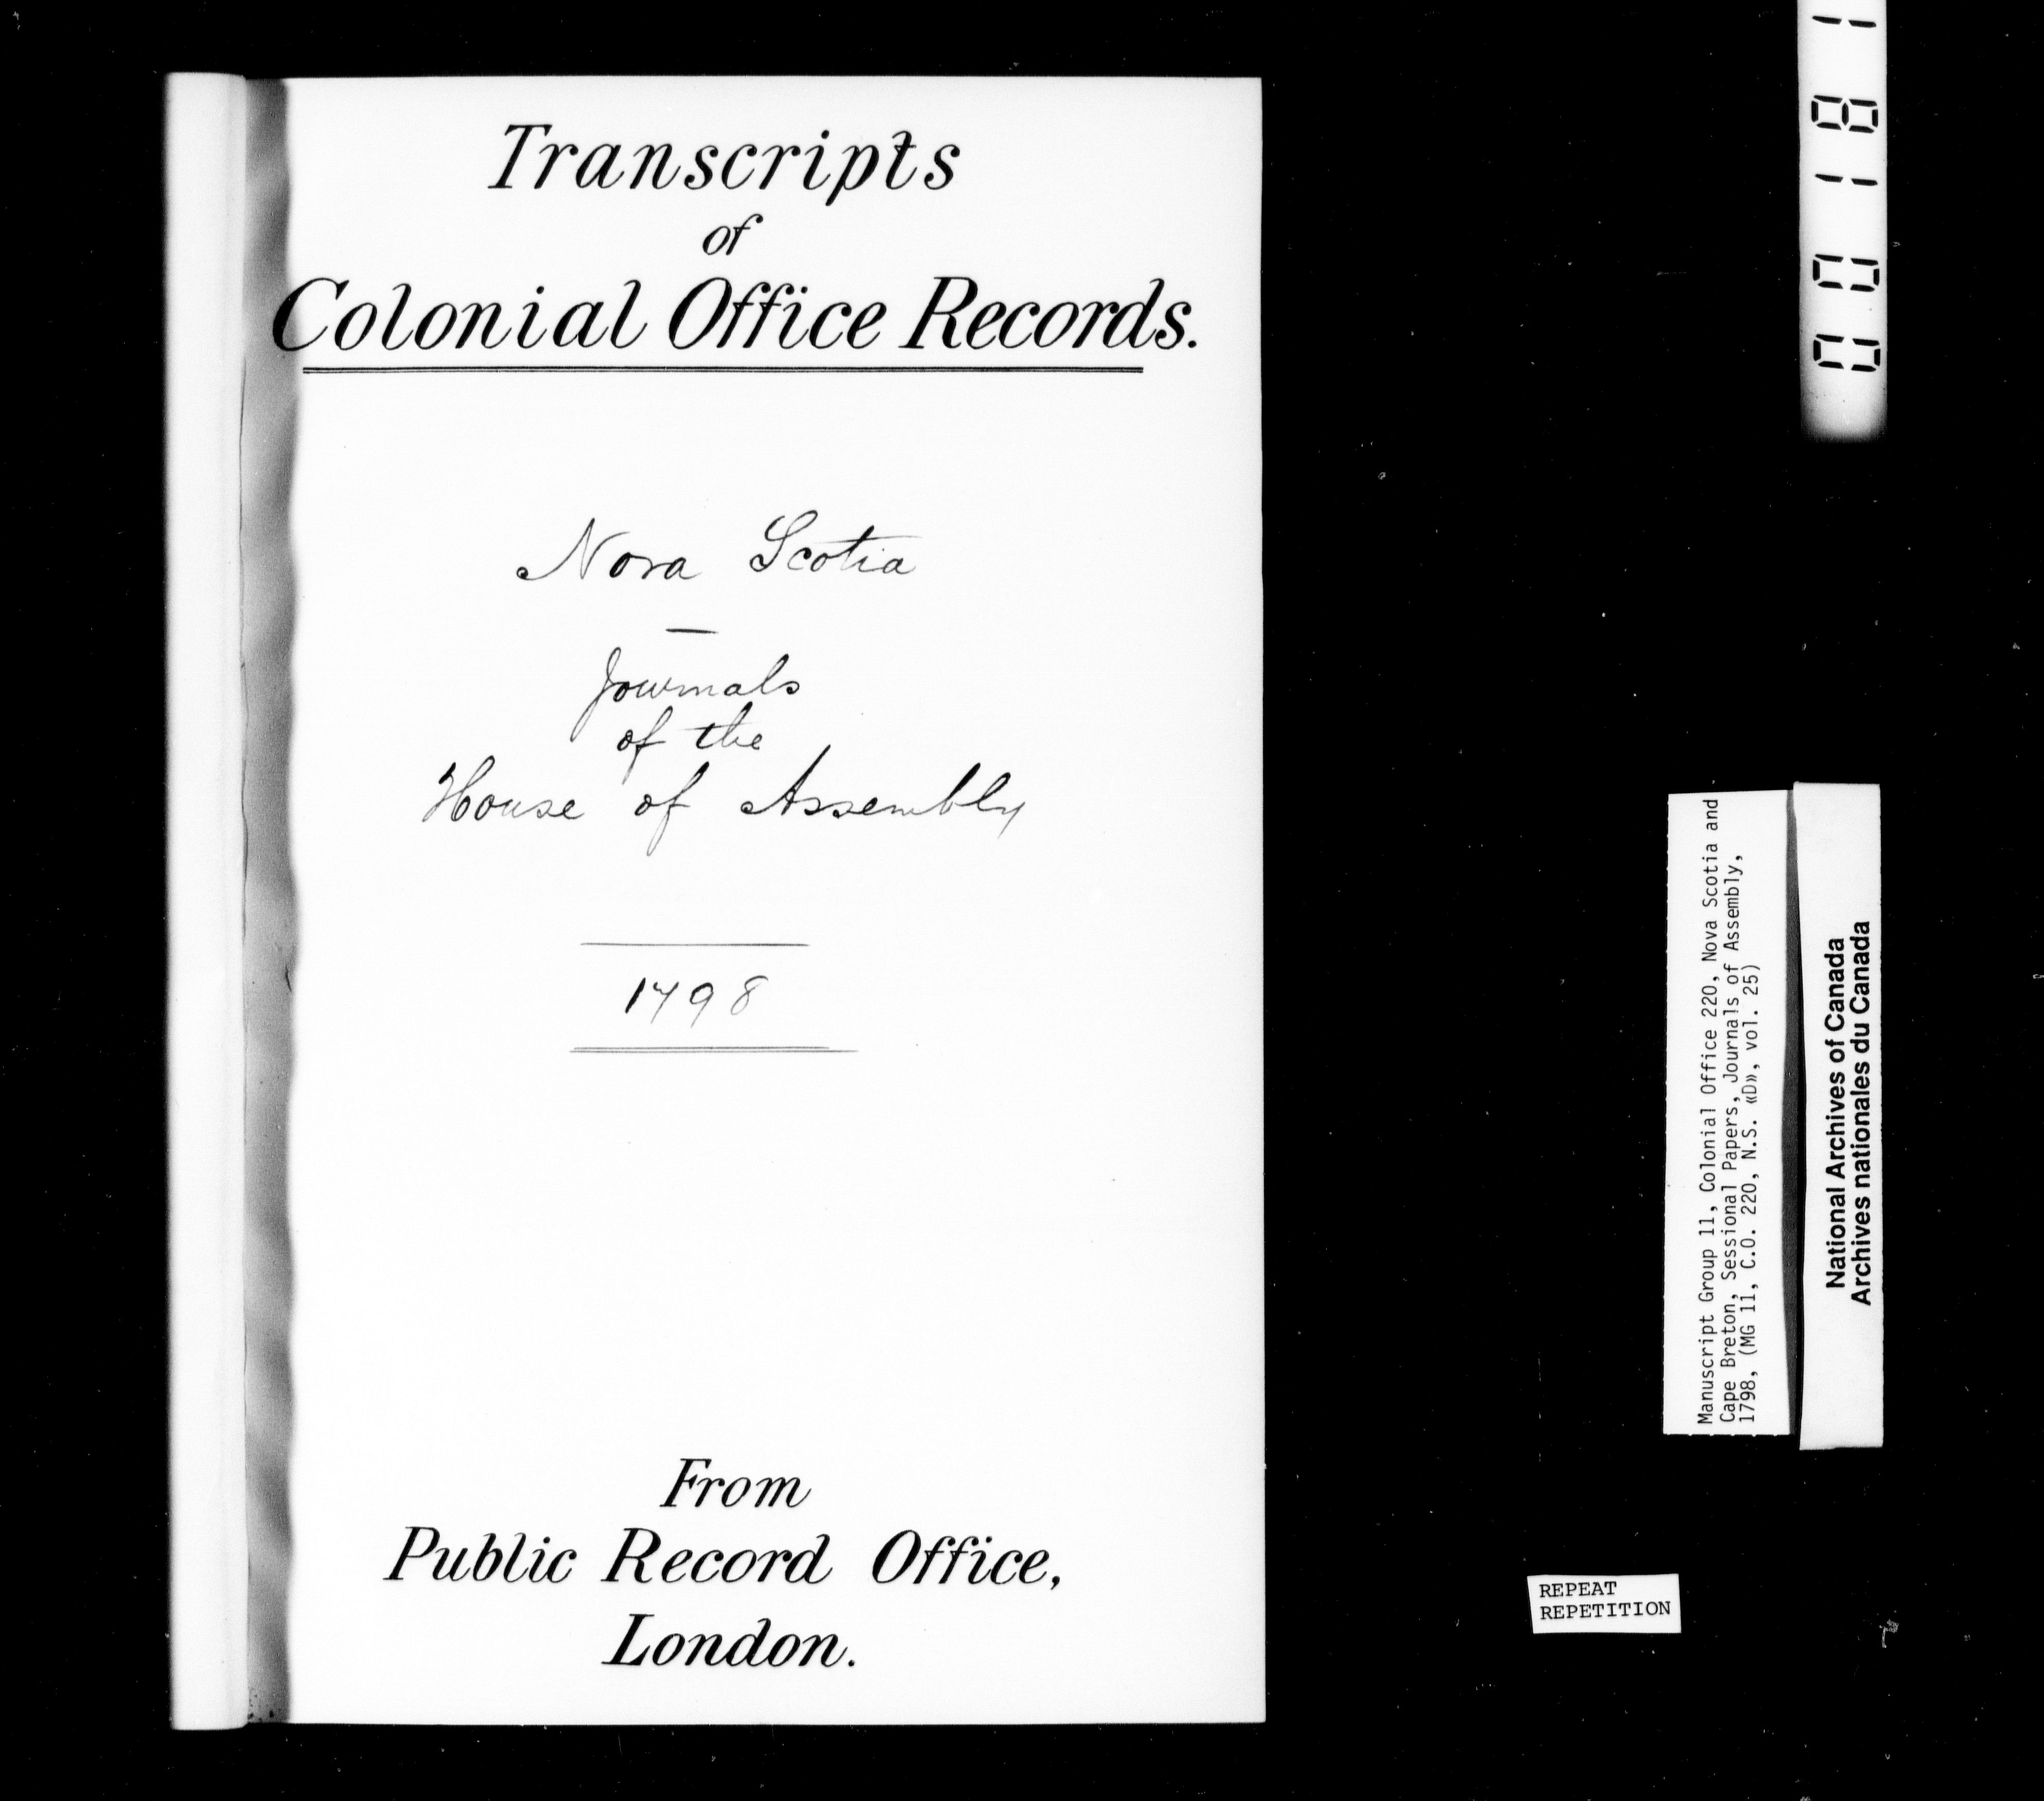 Transcripts
of
Colonial Office Records.
Nova Scotia
—
Journals
of the
House of Assembly
1798
From
Public Record Office,
London.
00181
Manuscript Group 11, Colonial Office 220, Nova Scotia and
Cape Breton, Sessional Papers, Journals of Assembly,
1798, (MG 11, C.O. 220, N.S. «D», vol. 25)
National Archives of Canada
Archives nationales du Canada
REPEAT
REPETITION